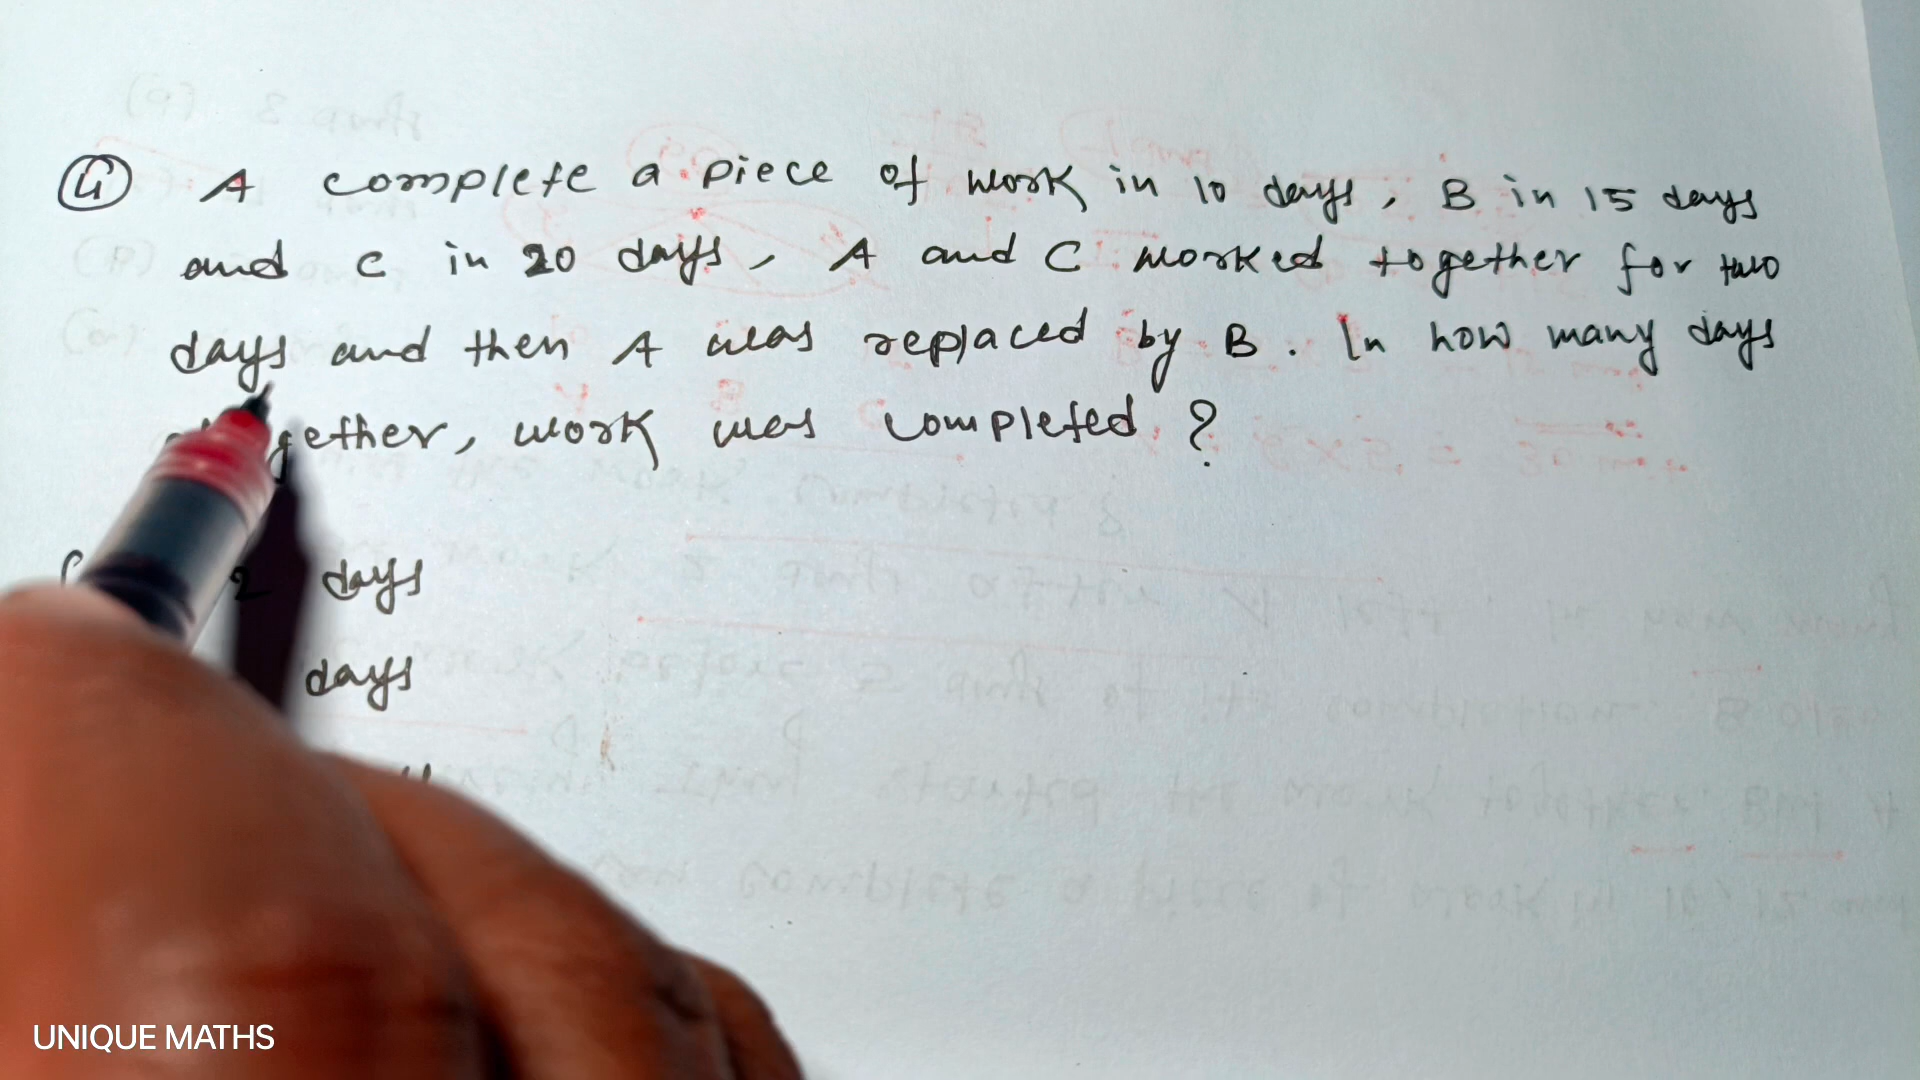 4 A complete a piece of work in 10 days, B in 15 days
and C in 20 days, A and C worked together for two
days and then A was replaced by B. In how many days
gether, work was completed ?
2 days
days
UNIQUE MATHS